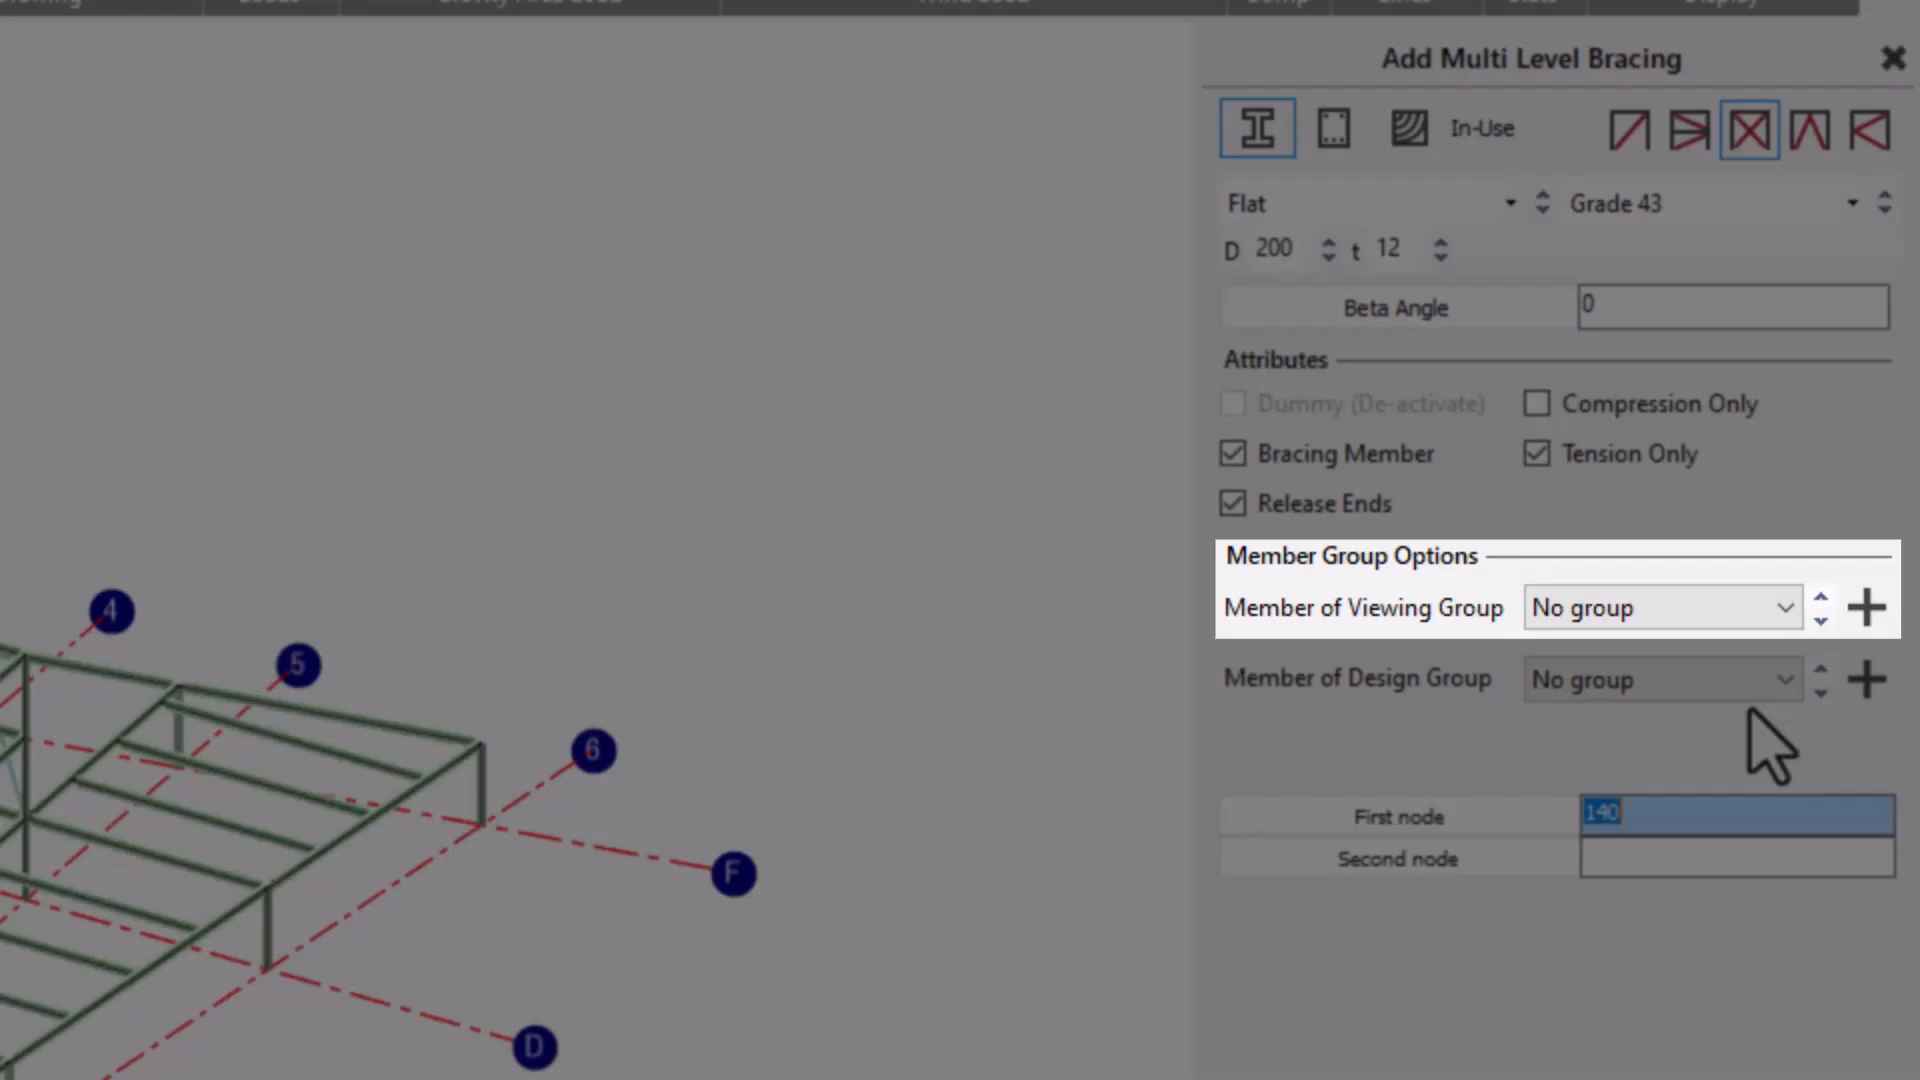 Add Multi Level Bracing
In-Use
Flat Grade 43
D 200 t 12
Beta Angle 0
Attributes
Dummy (De-activate) Compression Only
Bracing Member Tension Only
Release Ends
Member Group Options
Member of Viewing Group No group
Member of Design Group No group
First node 140
Second node
4
5
6
F
D